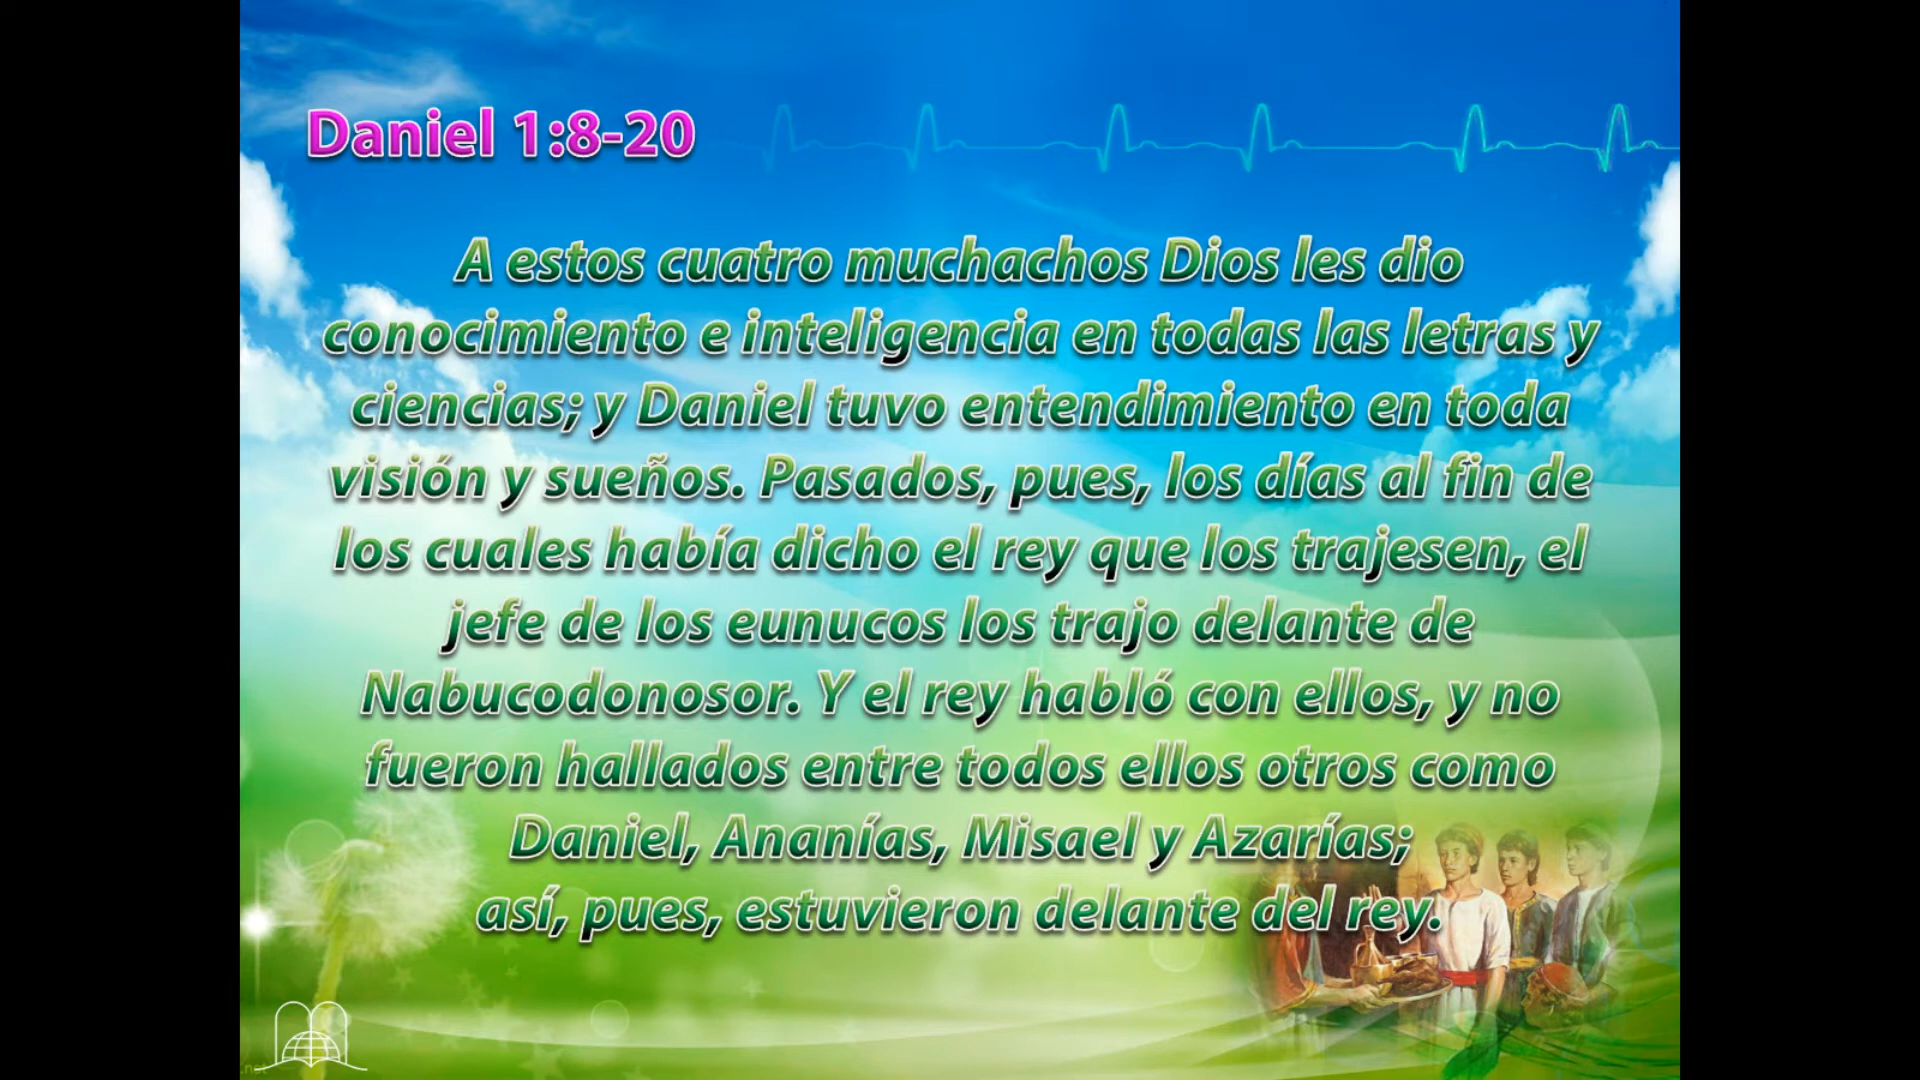 Daniel 1:8-20
A estos cuatro muchachos Dios les dio
conocimiento e inteligencia en todas las letras y
ciencias; y Daniel tuvo entendimiento en toda
visión y sueños. Pasados, pues, los días al fin de
los cuales había dicho el rey que los trajesen, el
jefe de los eunucos los trajo delante de
Nabucodonosor. Y el rey habló con ellos, y no
fueron hallados entre todos ellos otros como
Daniel, Ananías, Misael y Azarías;
así, pues, estuvieron delante del rey.
.net